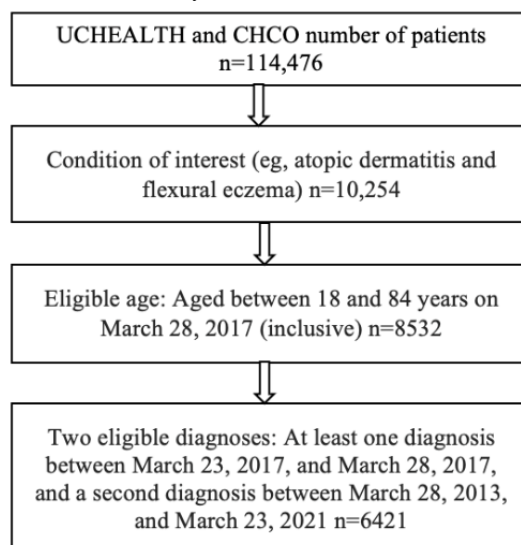 UCHEALTH and CHCO number of patients
n=114,476
Condition of interest (eg, atopic dermatitis and
flexural eczema) n=10,254
Eligible age: Aged between 18 and 84 years on
March 28, 2017 (inclusive) n=8532
Two eligible diagnoses: At least one diagnosis
between March 23, 2017, and March 28, 2017,
and a second diagnosis between March 28, 2013,
and March 23, 2021 n=6421